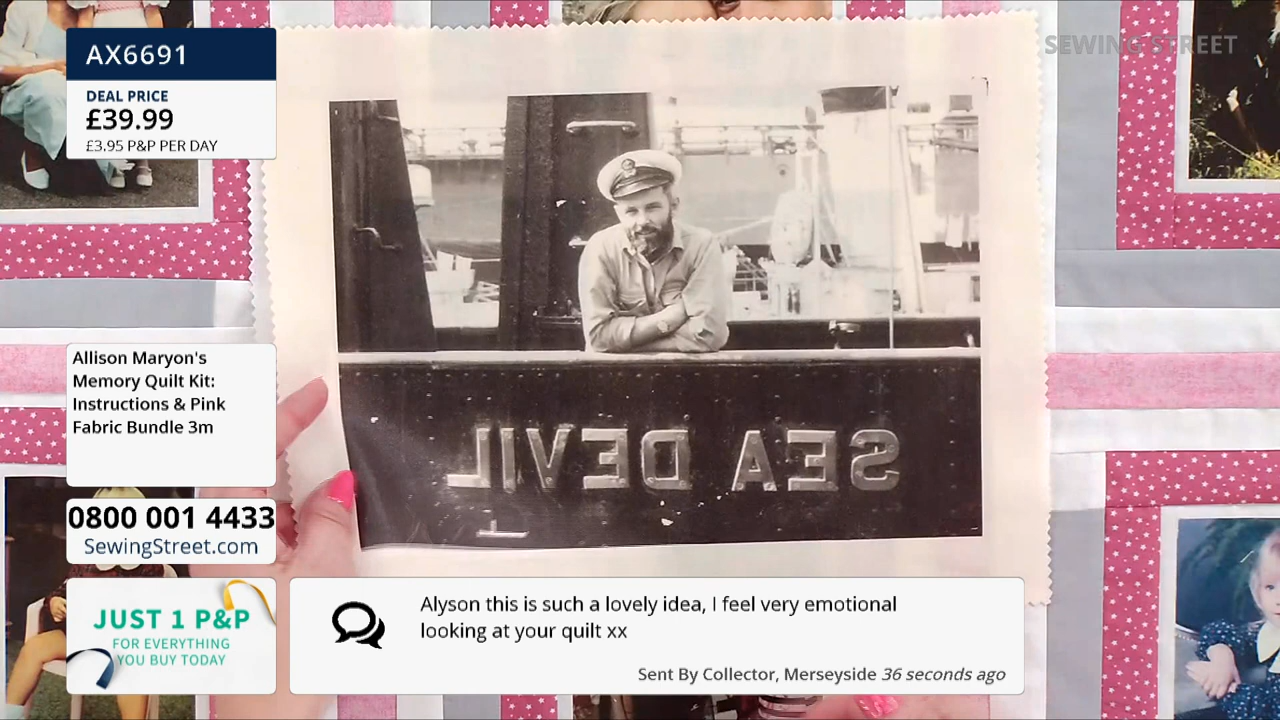 AX6691
DEAL PRICE
£39.99
£3.95 P&P PER DAY
SEWING STREET
SEA DEVIL
Allison Maryon's
Memory Quilt Kit:
Instructions & Pink
Fabric Bundle 3m
0800 001 4433
SewingStreet.com
JUST 1 P&P
FOR EVERYTHING
YOU BUY TODAY
Alyson this is such a lovely idea, I feel very emotional
looking at your quilt xx
Sent By Collector, Merseyside 36 seconds ago